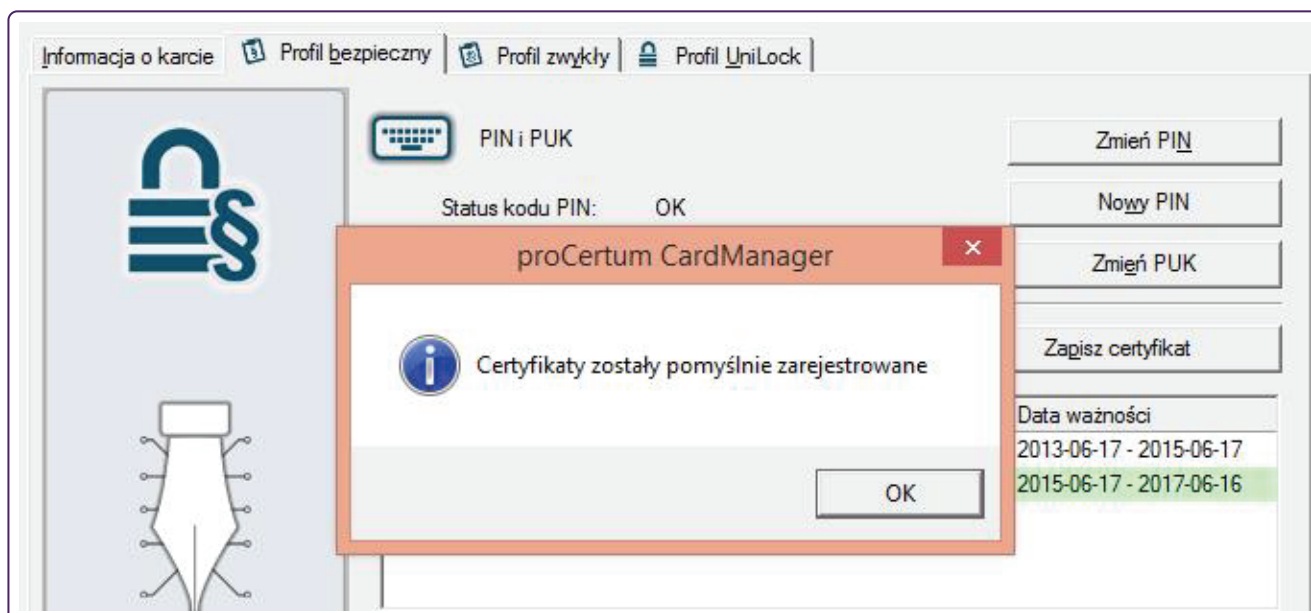 Informacja o karcie Profil bezpieczny Profil zwykły Profil UniLock
PIN i PUK
Zmień PIN
Status kodu PIN: OK
Nowy PIN
proCertum CardManager
Zmień PUK
Certyfikaty zostały pomyślnie zarejestrowane
OK
Zapisz certyfikat
Data ważności
2013-06-17 - 2015-06-17
2015-06-17 - 2017-06-16